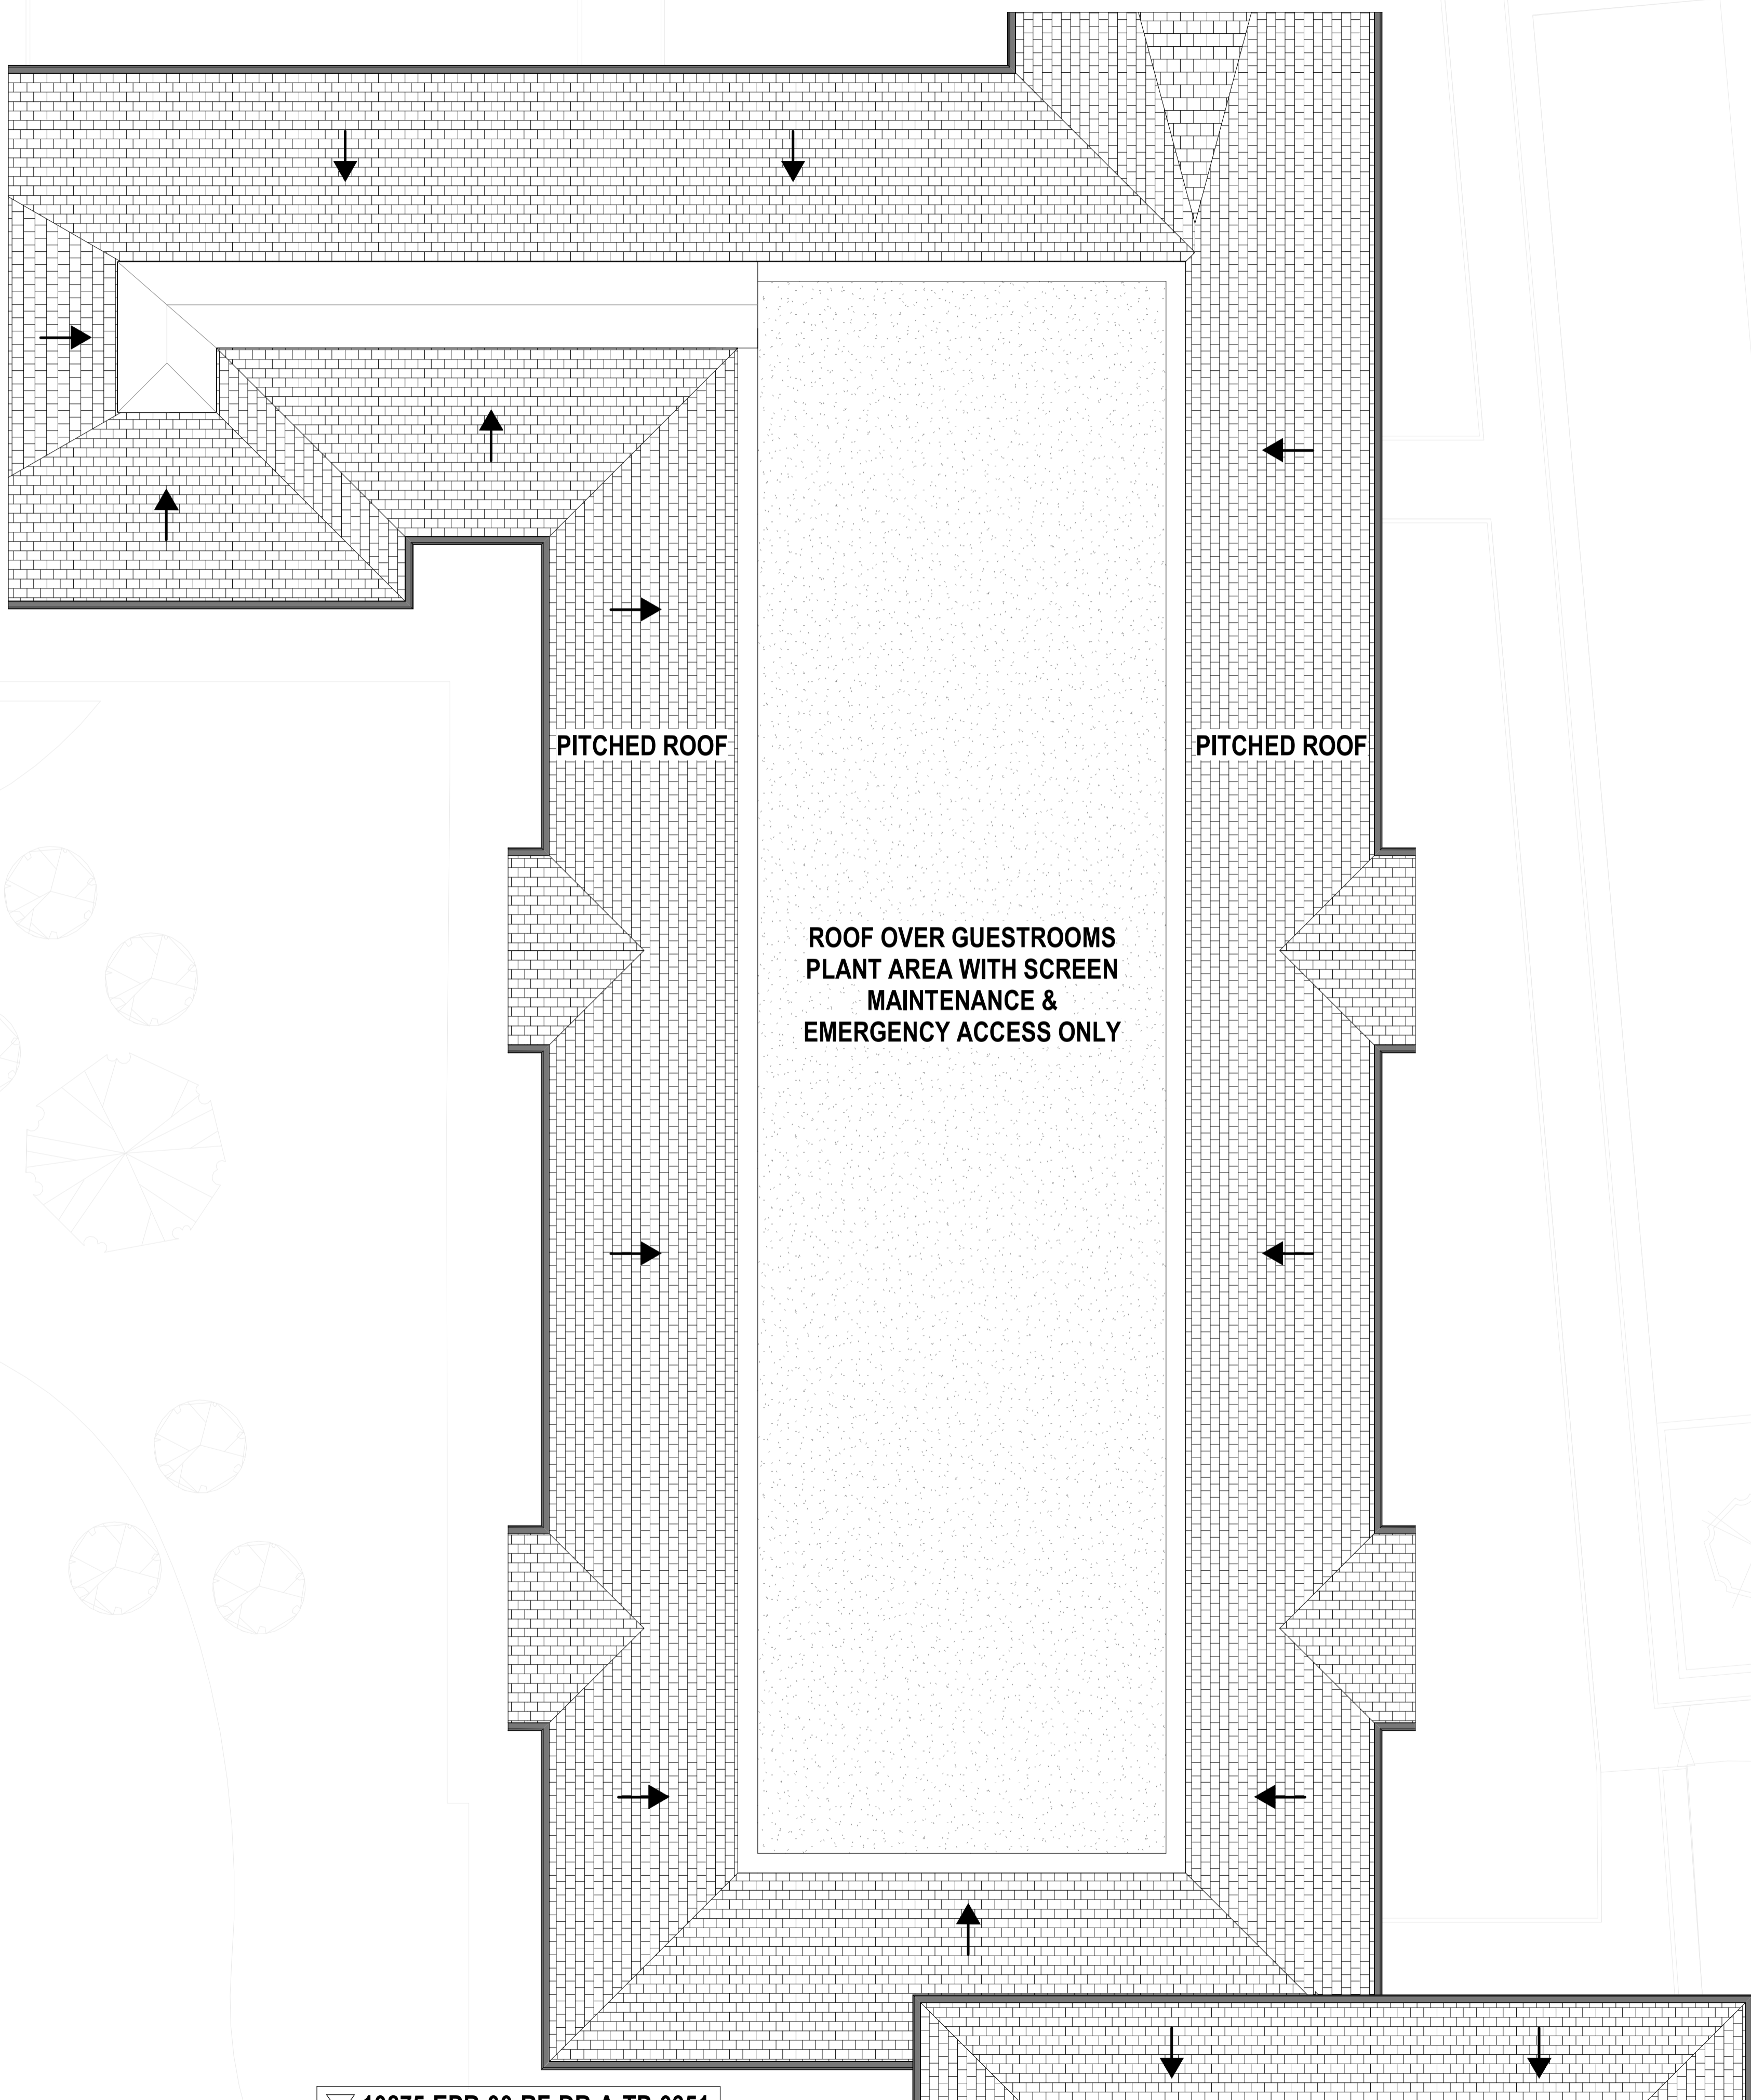 PITCHED ROOF
PITCHED ROOF
ROOF OVER GUESTROOMS
PLANT AREA WITH SCREEN
MAINTENANCE &
EMERGENCY ACCESS ONLY